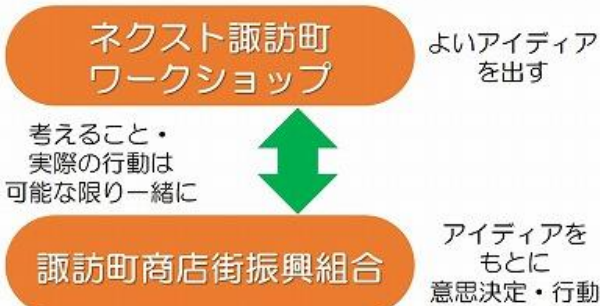 ネクスト諏訪町
ワークショップ
よいアイディア
を出す
考えること・
実際の行動は
可能な限り一緒に
諏訪町商店街振興組合
アイディアを
もとに
意思決定・行動